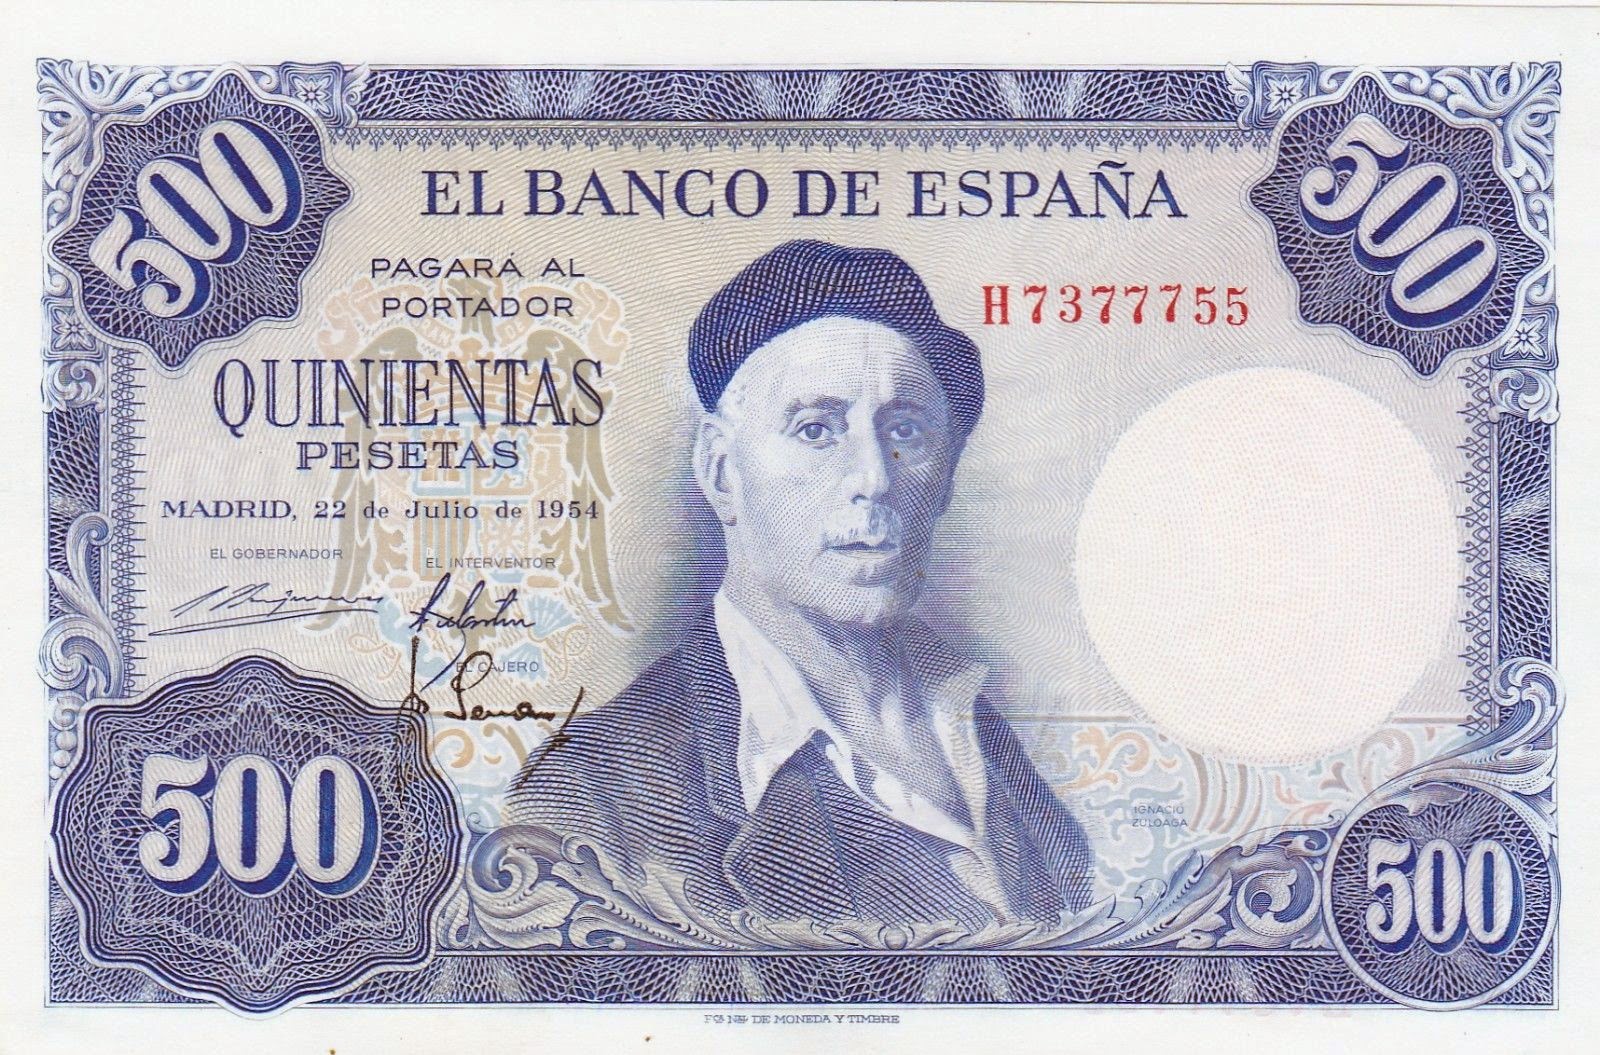 500
500
EL BANCO DE ESPAÑA
PAGARÁ AL
PORTADOR
H7377755
QUINIENTAS
PESETAS
MADRID, 22 de Julio de 1954
EL GOBERNADOR
EL INTERVENTOR
EL CAJERO
IGNACIO
ZULOAGA
500
500
FCA NAL DE MONEDA Y TIMBRE